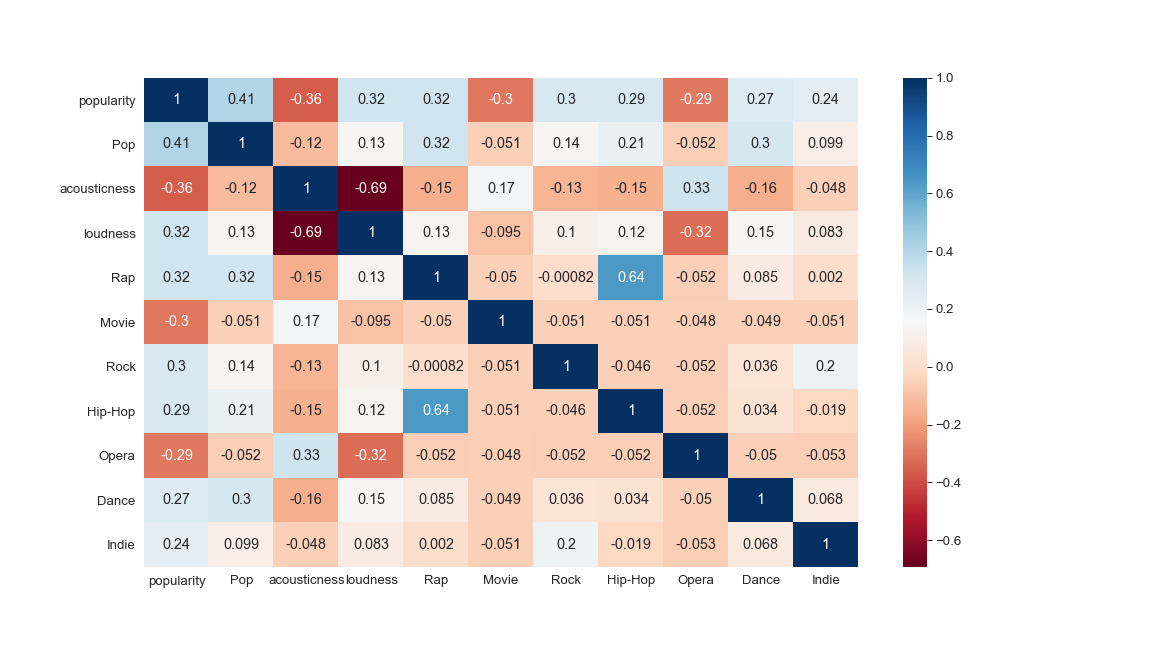 popularity 1 0.41 -0.36 0.32 0.32 -0.3 0.3 0.29 -0.29 0.27 0.24
Pop 0.41 1 -0.12 0.13 0.32 -0.051 0.14 0.21 -0.052 0.3 0.099
acousticness -0.36 -0.12 1 -0.69 -0.15 0.17 -0.13 -0.15 0.33 -0.16 -0.048
loudness 0.32 0.13 -0.69 1 0.13 -0.095 0.1 0.12 -0.32 0.15 0.083
Rap 0.32 0.32 -0.15 0.13 1 -0.05 -0.00082 0.64 -0.052 0.085 0.002
Movie -0.3 -0.051 0.17 -0.095 -0.05 1 -0.051 -0.051 -0.048 -0.049 -0.051
Rock 0.3 0.14 -0.13 0.1 -0.00082 -0.051 1 -0.046 -0.052 0.036 0.2
Hip-Hop 0.29 0.21 -0.15 0.12 0.64 -0.051 -0.046 1 -0.052 0.034 -0.019
Opera -0.29 -0.052 0.33 -0.32 -0.052 -0.048 -0.052 -0.052 1 -0.05 -0.053
Dance 0.27 0.3 -0.16 0.15 0.085 -0.049 0.036 0.034 -0.05 1 0.068
Indie 0.24 0.099 -0.048 0.083 0.002 -0.051 0.2 -0.019 -0.053 0.068 1
popularity Pop acousticness loudness Rap Movie Rock Hip-Hop Opera Dance Indie
1.0
0.8
0.6
0.4
0.2
0.0
−0.2
−0.4
−0.6